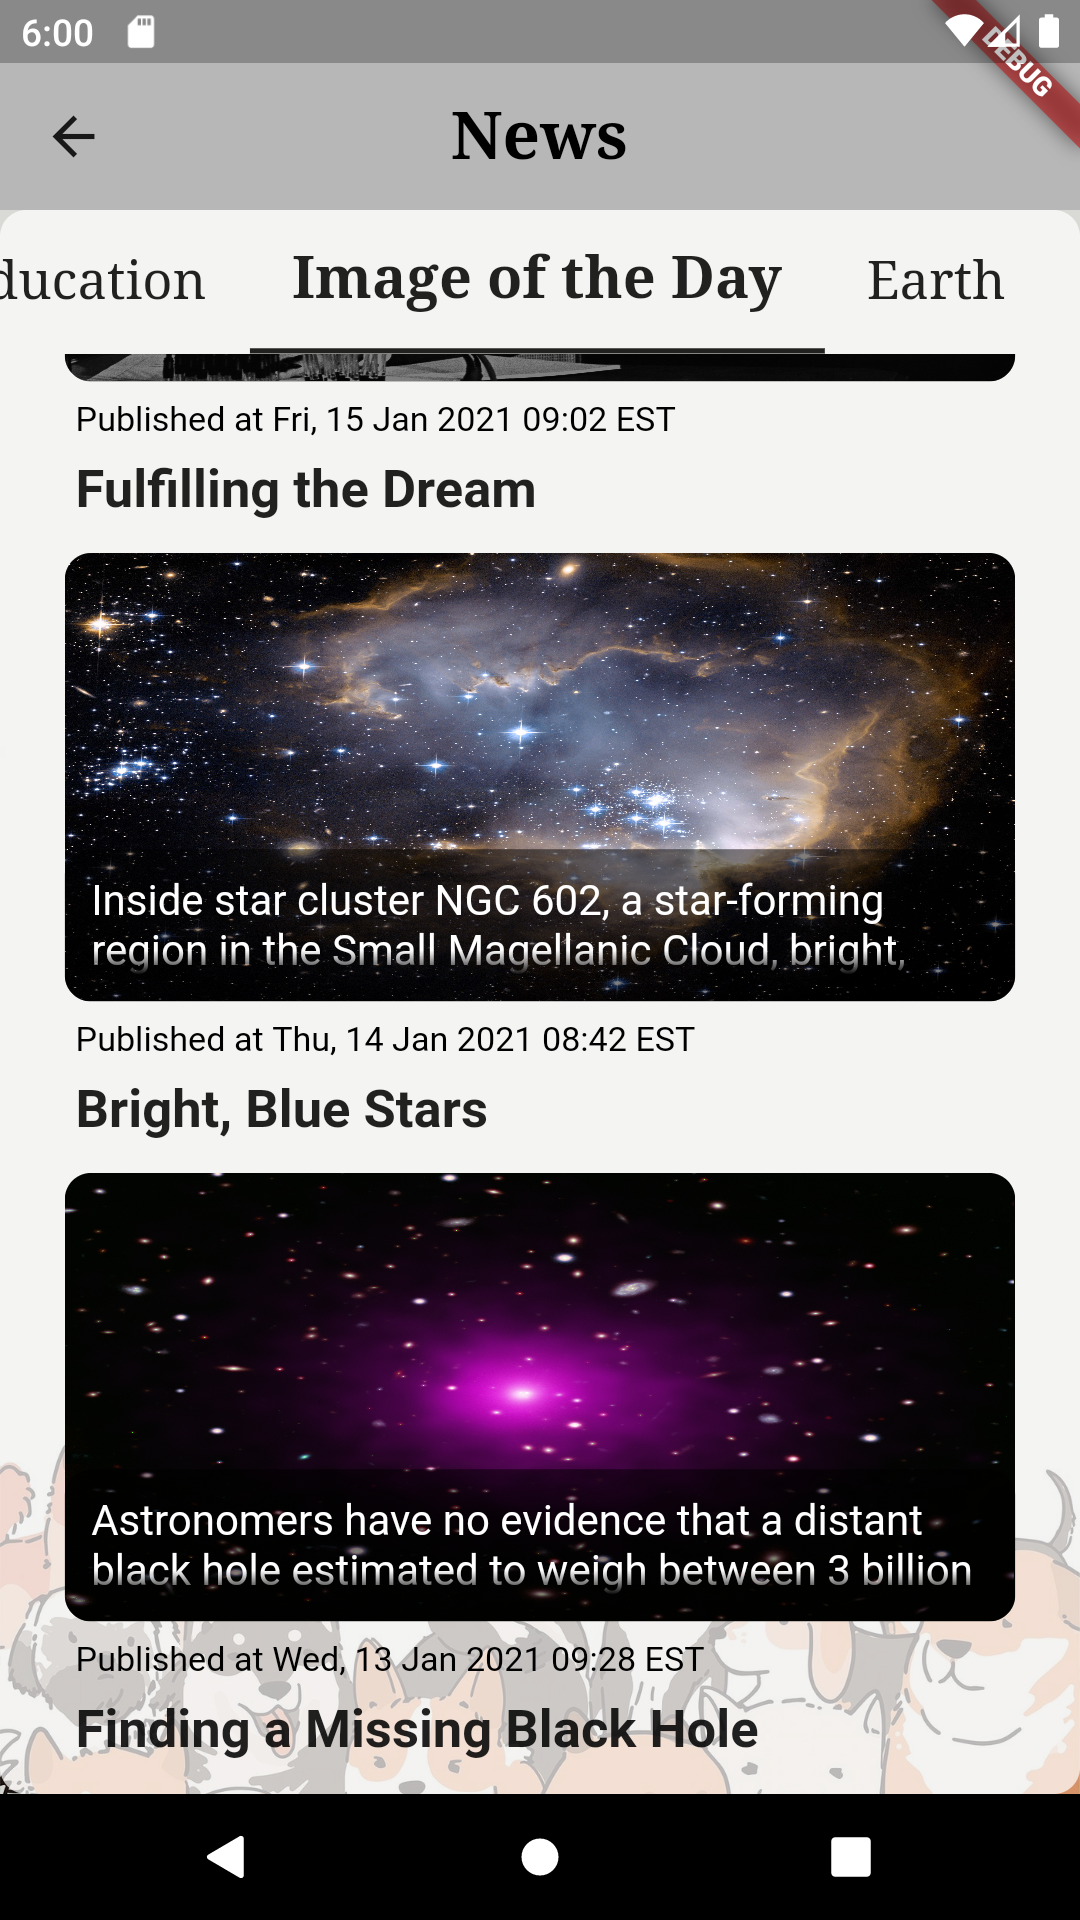 6:00
DEBUG
News
ducation
Image of the Day
Earth
Published at Fri, 15 Jan 2021 09:02 EST
Fulfilling the Dream
Inside star cluster NGC 602, a star-forming
region in the Small Magellanic Cloud, bright,
Published at Thu, 14 Jan 2021 08:42 EST
Bright, Blue Stars
Astronomers have no evidence that a distant
black hole estimated to weigh between 3 billion
Published at Wed, 13 Jan 2021 09:28 EST
Finding a Missing Black Hole